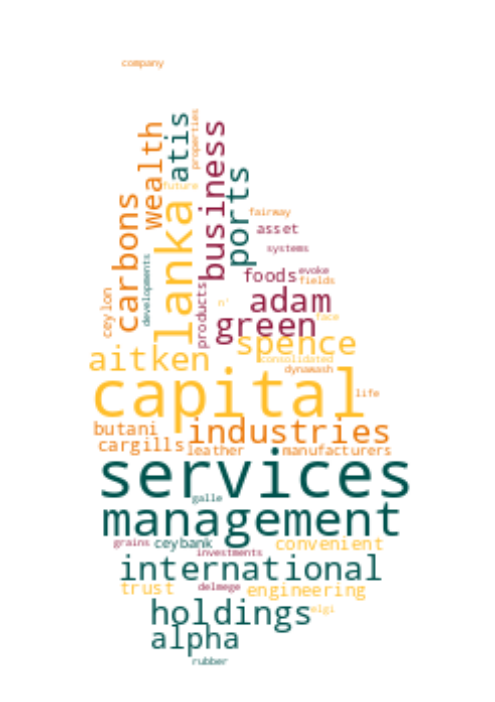 company
wealth
atis
properties
business
ports
future
carbons
lanka
fairway
asset
systems
developments
ceylon
products
foods
evoke
fields
adam
n'
green
face
spence
aitken
consolidated
dynamash
capital
life
butani
industries
cargills
leather
manufacturers
services
galle
management
grains
ceybank
convenient
investments
international
trust
delmege
engineering
holdings
elgi
alpha
rubber